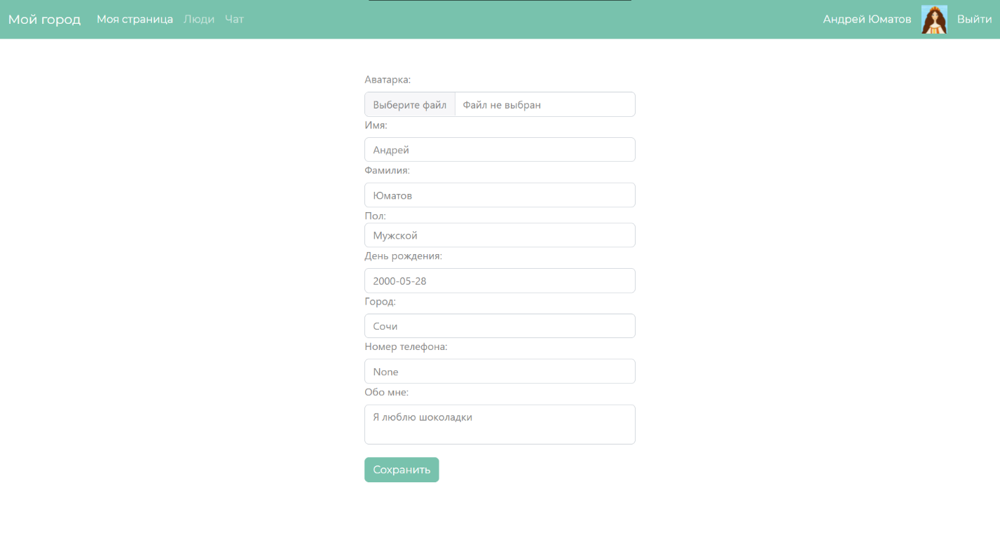 Мой город Моя страница Люди Чат Андрей Юматов Выйти
Аватарка:
Выберите файл Файл не выбран
Имя:
Андрей
Фамилия:
Юматов
Пол:
Мужской
День рождения:
2000-05-28
Город:
Сочи
Номер телефона:
None
Обо мне:
Я люблю шоколадки
Сохранить